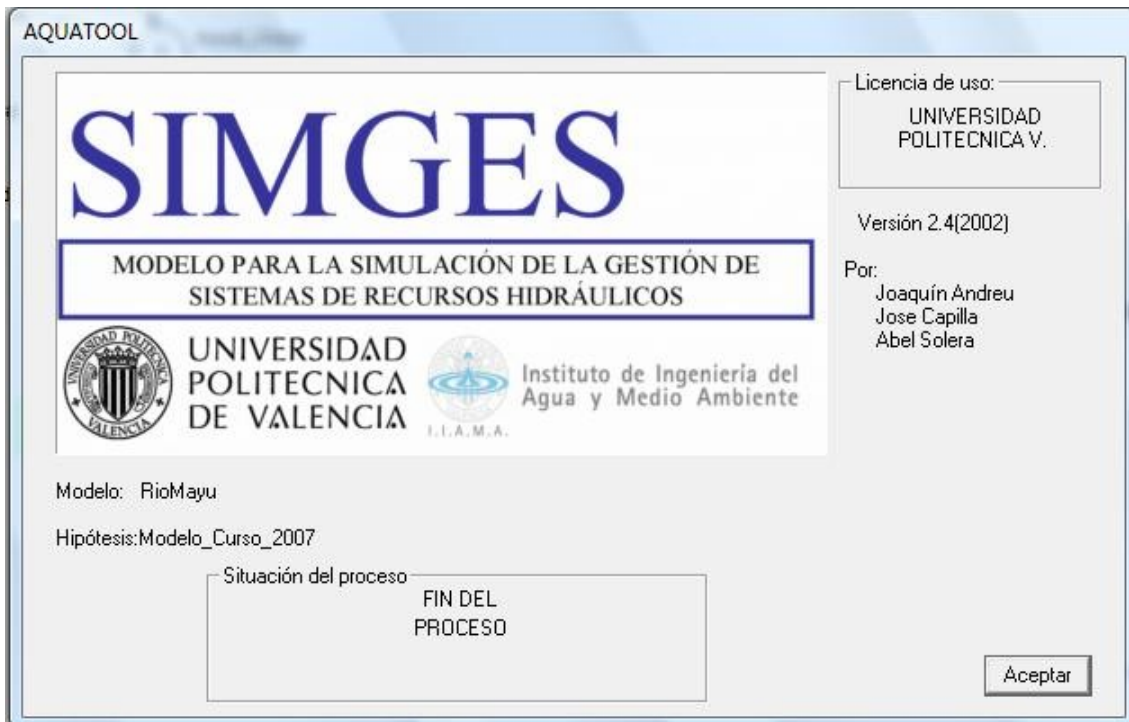 AQUATOOL
SIMGES
MODELO PARA LA SIMULACIÓN DE LA GESTIÓN DE
SISTEMAS DE RECURSOS HIDRÁULICOS
UNIVERSIDAD
POLITECNICA
DE VALENCIA
I.I.A.M.A.
Instituto de Ingeniería del
Agua y Medio Ambiente
Licencia de uso:
UNIVERSIDAD
POLITECNICA V.
Versión 2.4(2002)
Por:
Joaquín Andreu
Jose Capilla
Abel Solera
Modelo: RioMayu
Hipótesis:Modelo_Curso_2007
Situación del proceso
FIN DEL
PROCESO
Aceptar